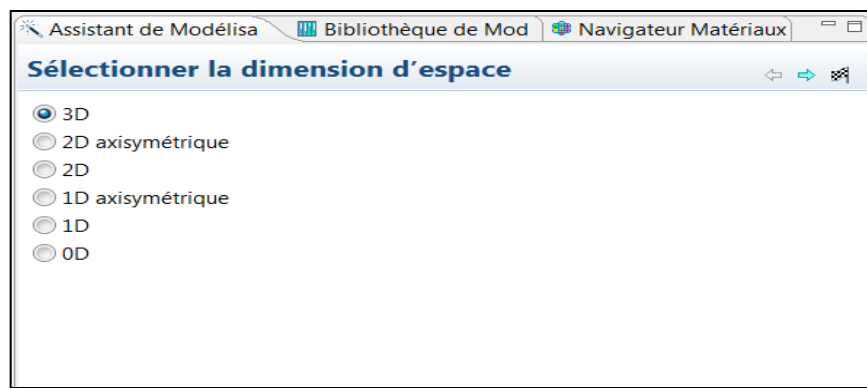 Assistant de Modélisa Bibliothèque de Mod Navigateur Matériaux
Sélectionner la dimension d’espace
3D
2D axisymétrique
2D
1D axisymétrique
1D
0D